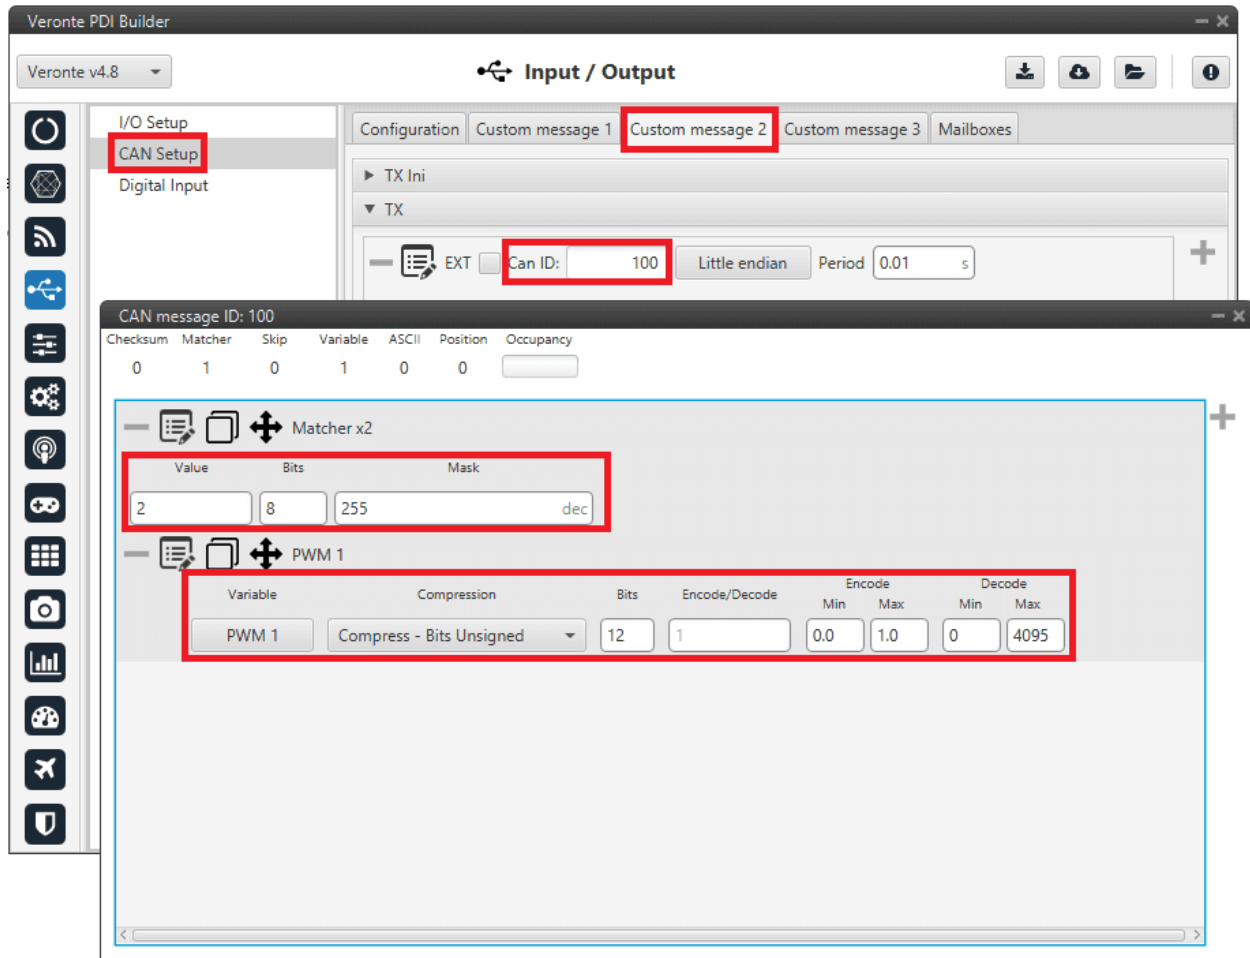 Veronte PDI Builder
Veronte v4.8
Input / Output
I/O Setup
CAN Setup
Digital Input
Configuration Custom message 1 Custom message 2 Custom message 3 Mailboxes
TX Ini
TX
EXT Can ID: 100 Little endian Period 0.01 s
CAN message ID: 100
Checksum Matcher Skip Variable ASCII Position Occupancy
0 1 0 1 0 0
Matcher x2
Value Bits Mask
2 8 255 dec
PWM 1
Variable Compression Bits Encode/Decode Encode Decode
Min Max Min Max
PWM 1 Compress - Bits Unsigned 12 1 0.0 1.0 0 4095